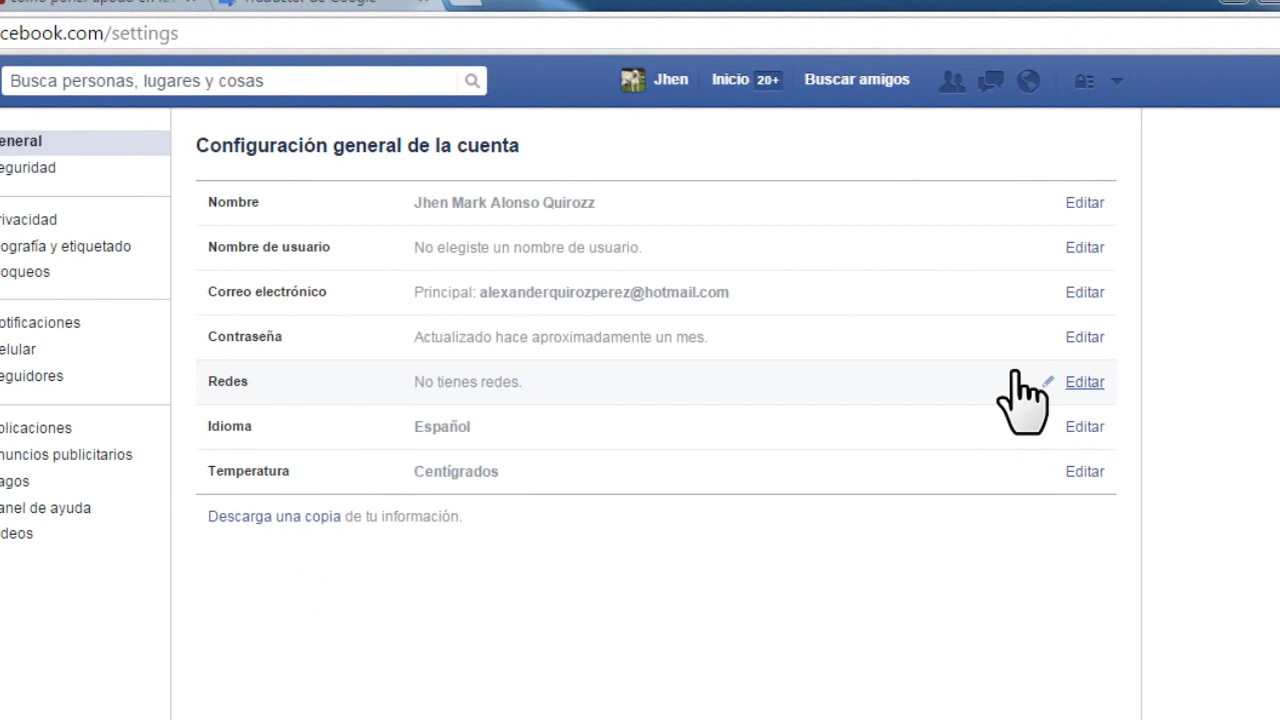 cebook.com/settings
Busca personas, lugares y cosas
Jhen Inicio 20+ Buscar amigos
eneral
eguridad
rivacidad
ografía y etiquetado
oqueos
otificaciones
elular
eguidores
plicaciones
nuncios publicitarios
agos
anel de ayuda
ideos
Configuración general de la cuenta
Nombre Jhen Mark Alonso Quirozz Editar
Nombre de usuario No elegiste un nombre de usuario. Editar
Correo electrónico Principal: alexanderquirozperez@hotmail.com Editar
Contraseña Actualizado hace aproximadamente un mes. Editar
Redes No tienes redes. Editar
Idioma Español Editar
Temperatura Centígrados Editar
Descarga una copia de tu información.